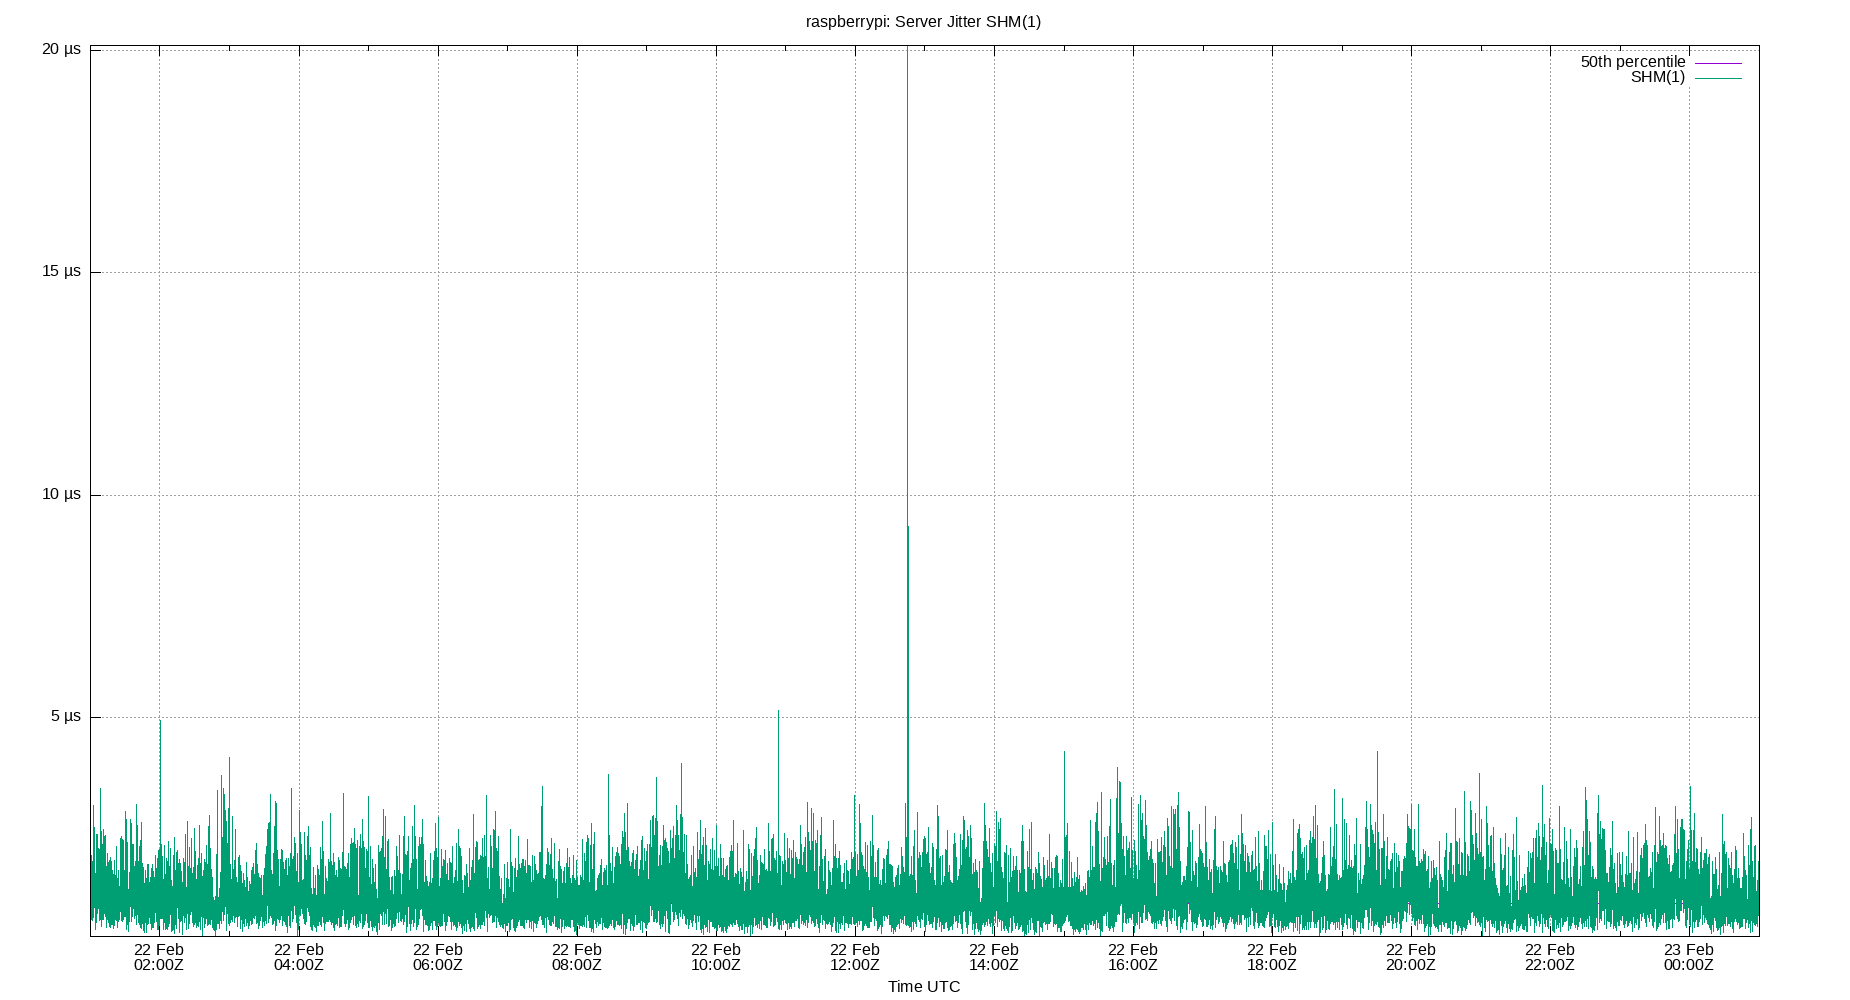 raspberrypi: Server Jitter SHM(1)
20 µs
15 µs
10 µs
5 µs
50th percentile
SHM(1)
22 Feb 22 Feb 22 Feb 22 Feb 22 Feb 22 Feb 22 Feb 22 Feb 22 Feb 22 Feb 22 Feb 23 Feb
02:00Z 04:00Z 06:00Z 08:00Z 10:00Z 12:00Z 14:00Z 16:00Z 18:00Z 20:00Z 22:00Z 00:00Z
Time UTC